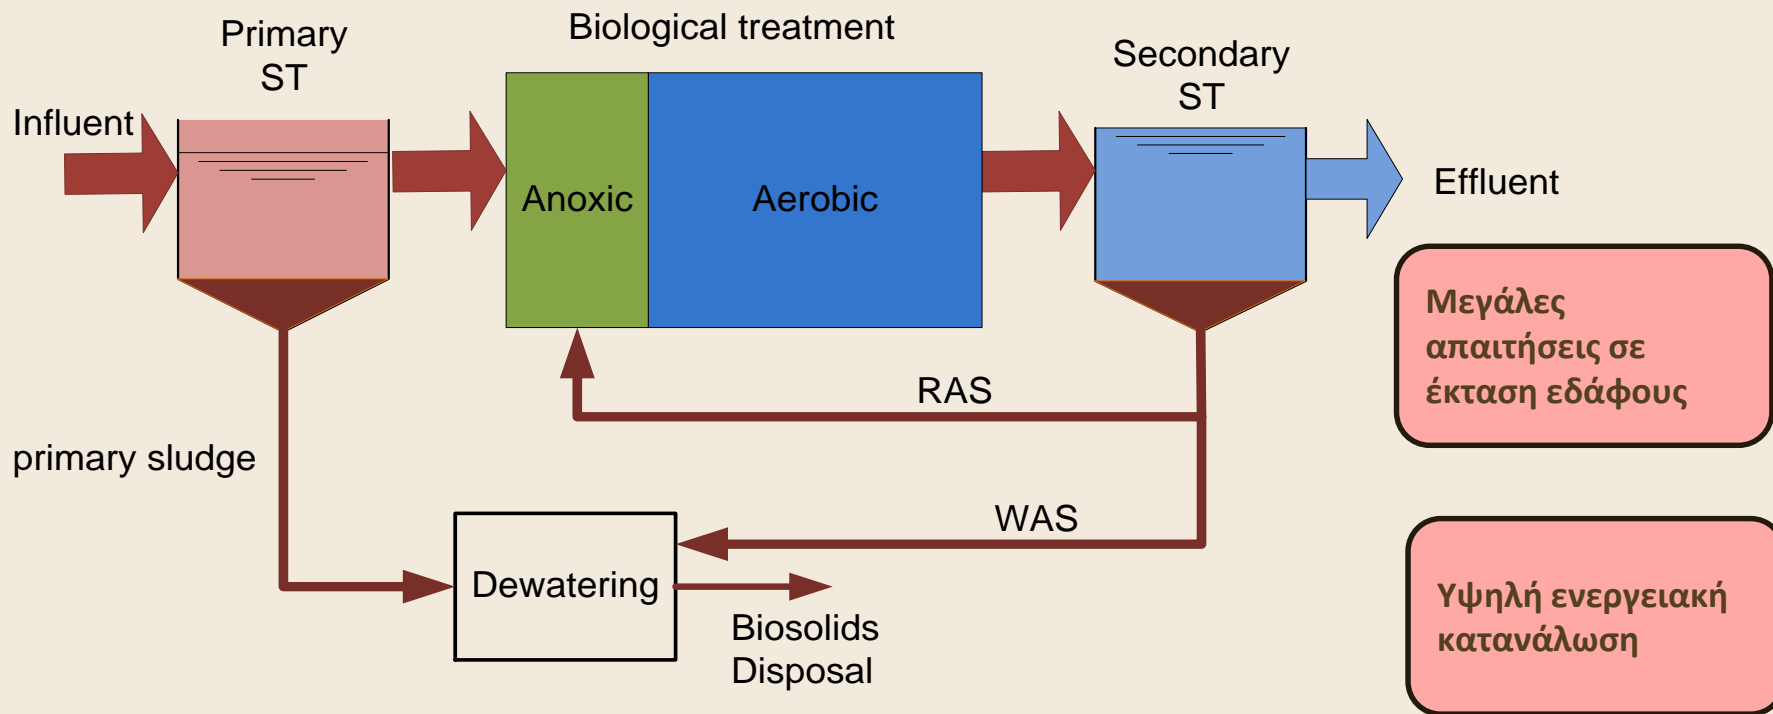 Primary
ST
Biological treatment
Secondary
ST
Influent
Anoxic
Aerobic
Effluent
Μεγάλες
απαιτήσεις σε
έκταση εδάφους
RAS
primary sludge
WAS
Dewatering
Biosolids
Disposal
Υψηλή ενεργειακή
κατανάλωση